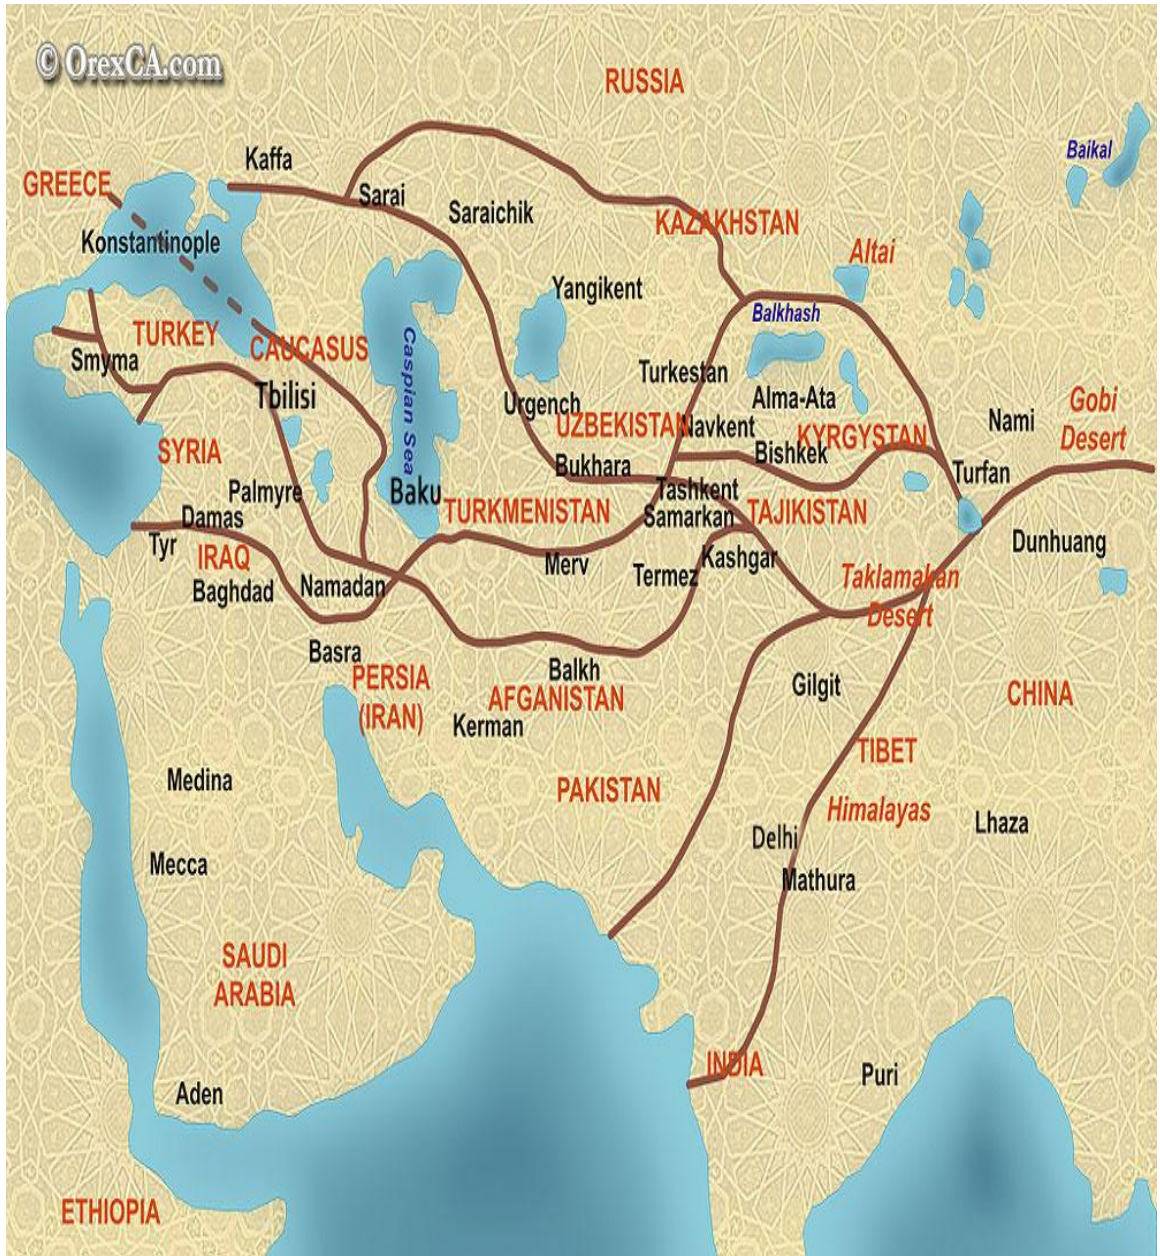 © OrexCA.com
RUSSIA
Baikal
Kaffa
GREECE
Sarai
Saraichik
KAZAKHSTAN
Konstantinople
Altai
Yangikent
Balkhash
TURKEY
CAUCASUS
Caspian Sea
Smyma
Turkestan
Tbilisi
Alma-Ata
Urgench
Gobi
Desert
Nami
UZBEKISTAN
Navkent
KYRGYSTAN
SYRIA
Bishkek
Bukhara
Turfan
Palmyre
Baku
Tashkent
TURKMENISTAN
Samarkan
TAJIKISTAN
Damas
Tyr
IRAQ
Merv
Kashgar
Dunhuang
Baghdad
Namadan
Termez
Taklamakan
Desert
Basra
PERSIA
(IRAN)
Balkh
AFGANISTAN
Gilgit
CHINA
Kerman
TIBET
Medina
PAKISTAN
Himalayas
Lhaza
Delhi
Mecca
Mathura
SAUDI
ARABIA
INDIA
Puri
Aden
ETHIOPIA